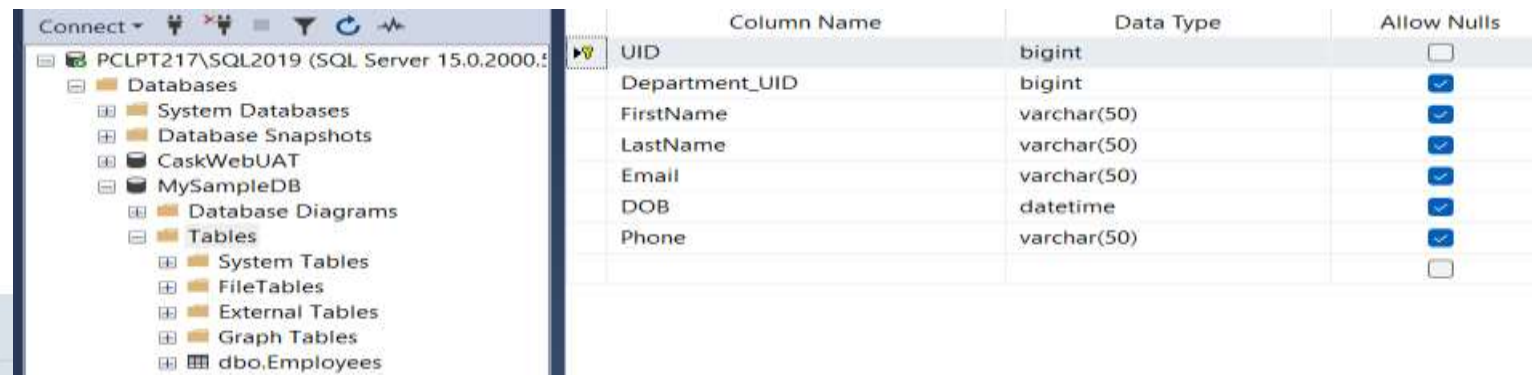 Connect
PCLPT217\SQL2019 (SQL Server 15.0.2000.
Databases
System Databases
Database Snapshots
CaskWebUAT
MySampleDB
Database Diagrams
Tables
System Tables
FileTables
External Tables
Graph Tables
dbo.Employees
Column Name Data Type Allow Nulls
UID bigint
Department_UID bigint
FirstName varchar(50)
LastName varchar(50)
Email varchar(50)
DOB datetime
Phone varchar(50)